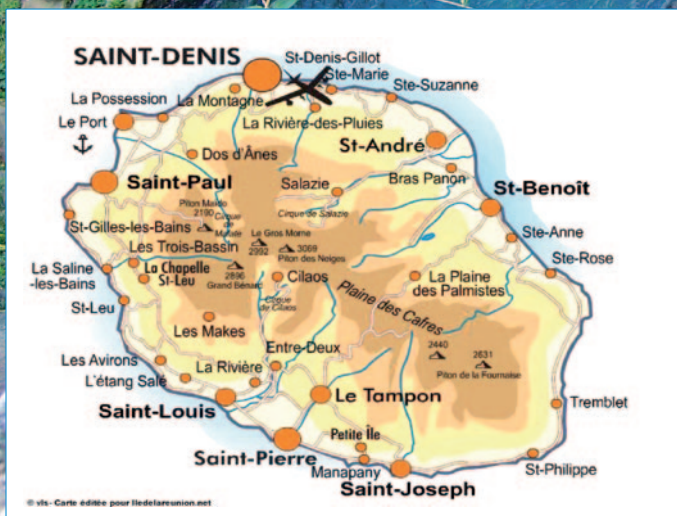 SAINT-DENIS
St-Denis-Gillot
Ste-Marie
Ste-Suzanne
La Montagne
La Possession
Le Port
La Rivière-des-Pluies
St-André
Dos d'Ânes
Bras Panon
Saint-Paul
Salazie
St-Benoît
Piton Maïdo
2190
Cirque
de
Mafate
Cirque de Salazie
St-Gilles-les-Bains
Le Gros Morne
2992
3069
Piton des Neiges
Ste-Anne
Les Trois-Bassin
Ste-Rose
La Saline
-les-Bains
La Chapelle
St-Leu
2896
Grand Bénard
Cilaos
La Plaine
des Palmistes
Cirque
de Cilaos
Plaine des Cafres
St-Leu
Les Makes
Entre-Deux
2440
2631
Piton de la Fournaise
Les Avirons
La Rivière
L'étang Salé
Le Tampon
Tremblet
Saint-Louis
Petite Île
Saint-Pierre
Manapany
St-Philippe
Saint-Joseph
© vls - Carte éditée pour iledelareunion.net